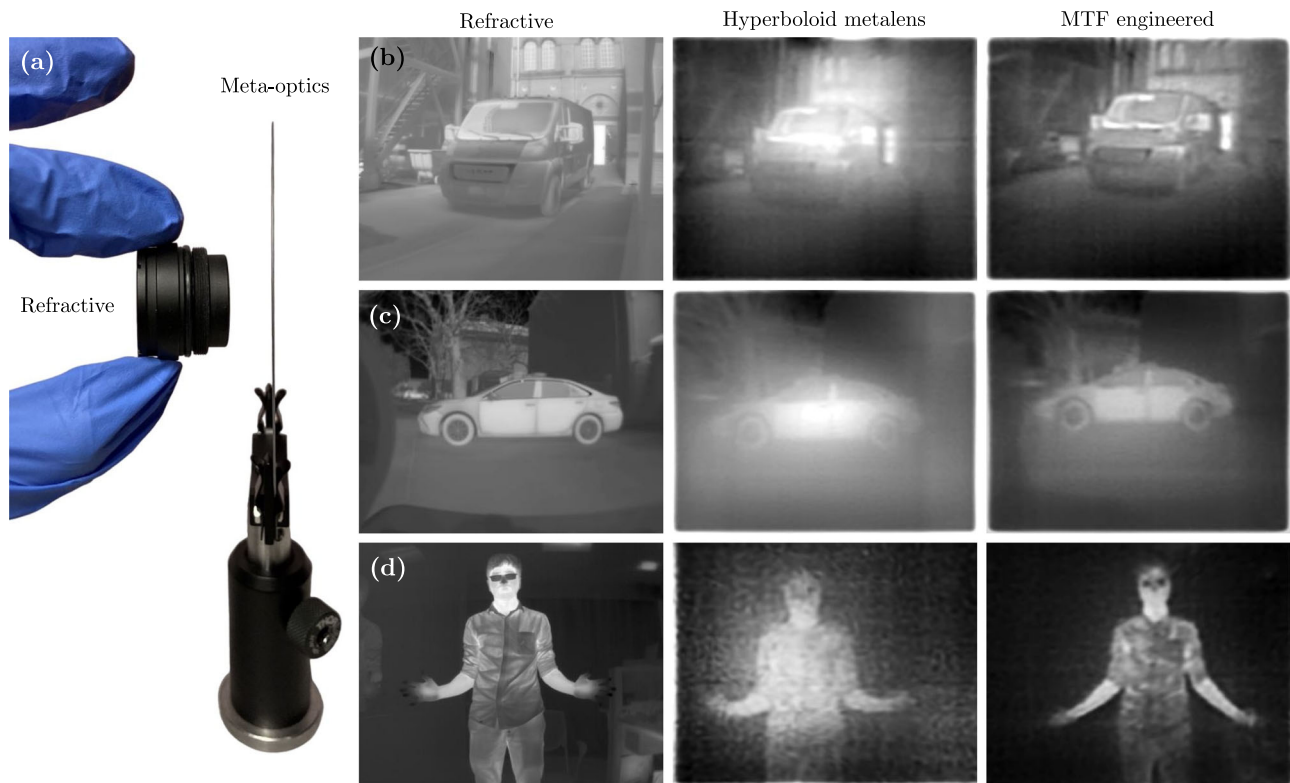 Refractive
Hyperboloid metalens
MTF engineered
(a)
Meta-optics
Refractive
(b)
(c)
(d)